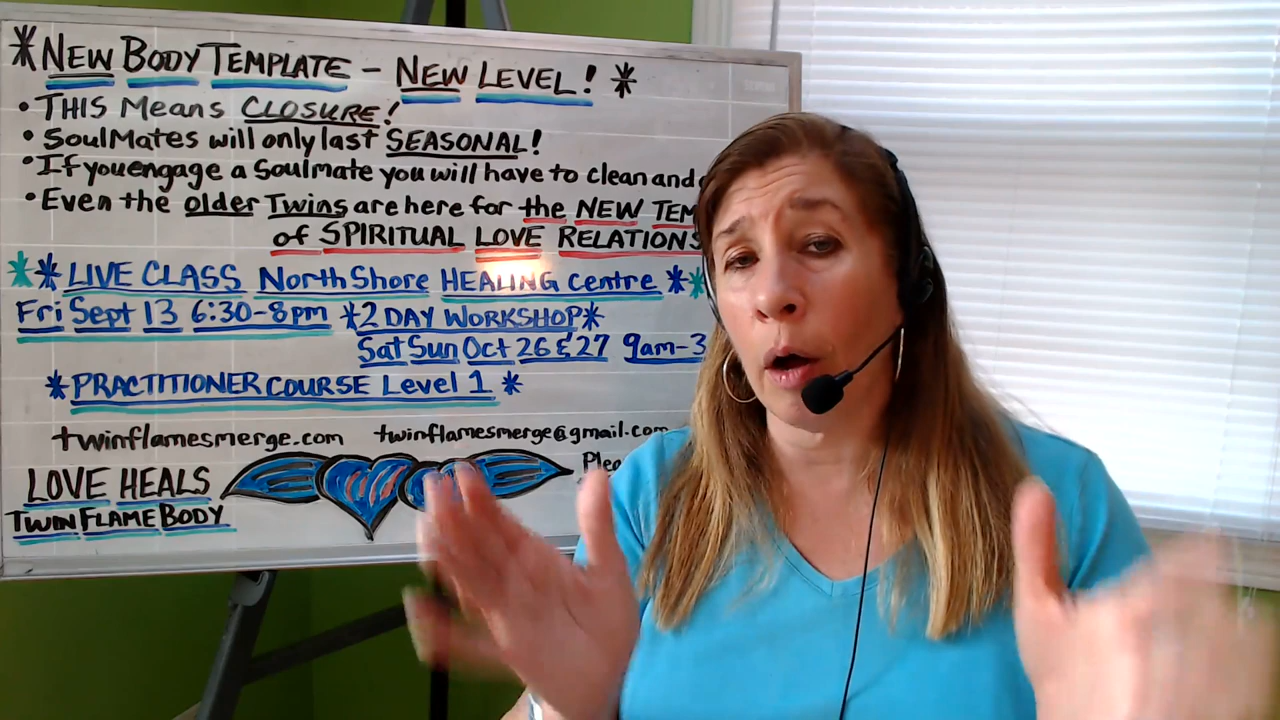 *NEW BODY TEMPLATE - NEW LEVEL! *
• THIS Means CLOSURE!
• SoulMates will only last SEASONAL!
• If you engage a Soulmate you will have to clean and
• Even the older Twins are here for the NEW TEM
of SPIRITUAL LOVE RELATIONS
** LIVE CLASS North Shore HEALING Centre **
Fri Sept 13 6:30-8pm *2 DAY WORKSHOP*
Sat Sun Oct 26 & 27 9am-3
*PRACTITIONER COURSE Level 1 *
twinflamesmerge.com twinflamesmerge@gmail.com
LOVE HEALS
TWIN FLAME BODY